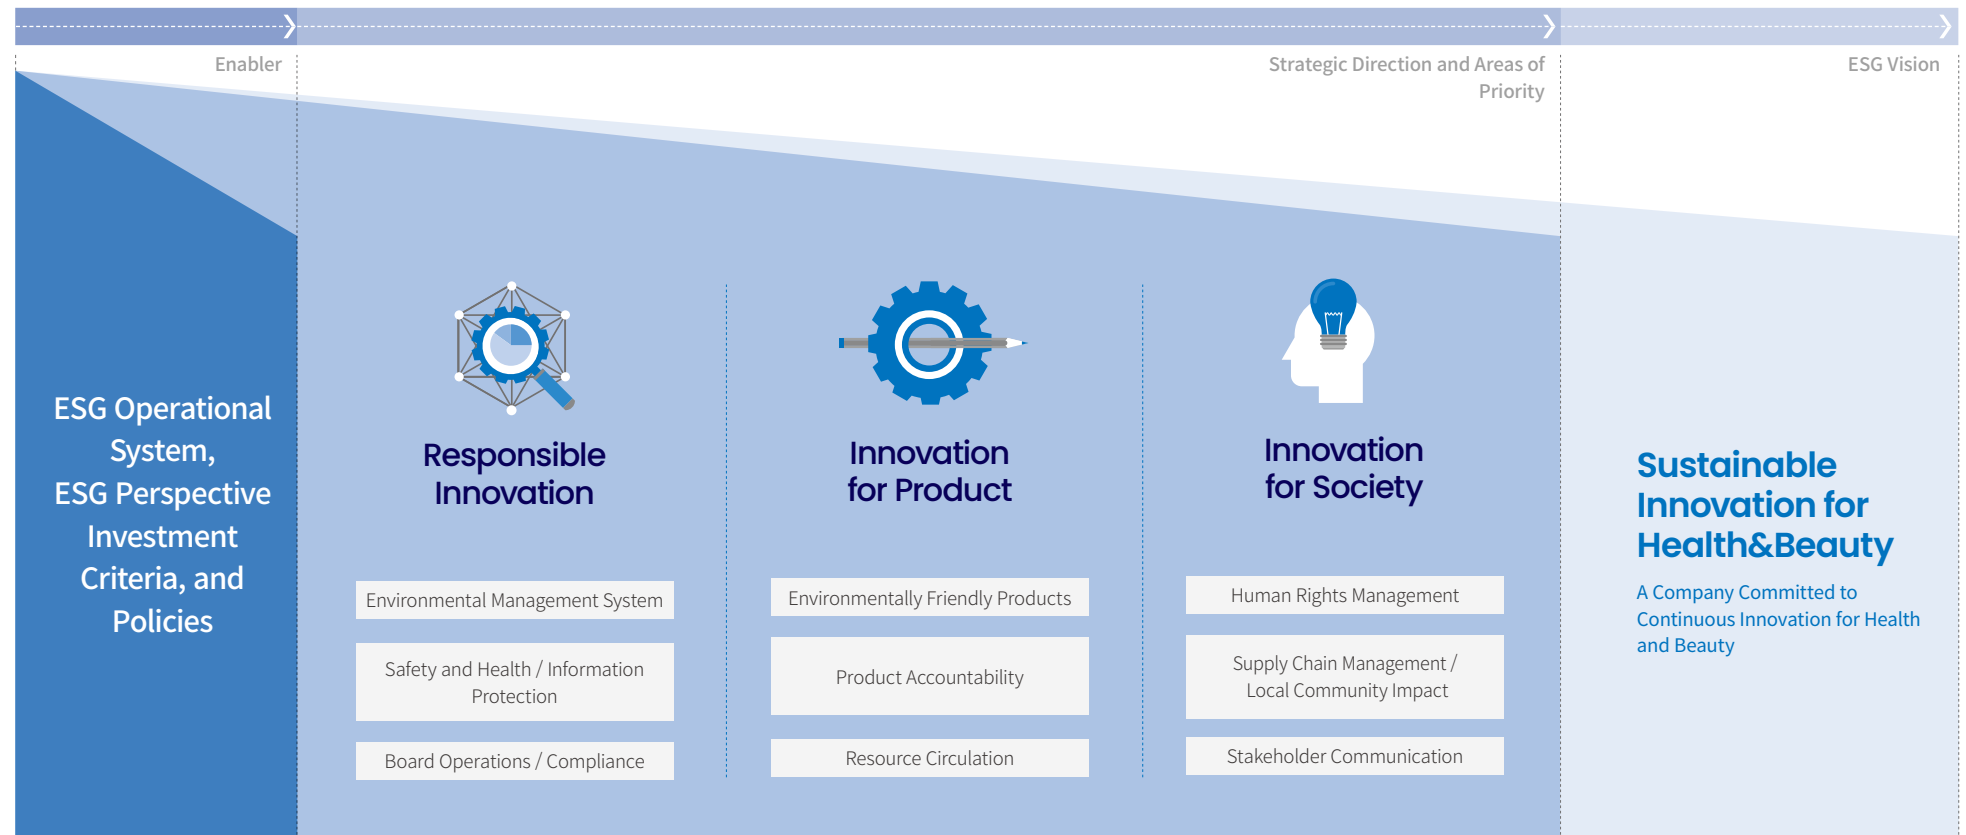 Enabler
Strategic Direction and Areas of
Priority
ESG Vision
ESG Operational
System,
ESG Perspective
Investment
Criteria, and
Policies
Responsible
Innovation
Environmental Management System
Safety and Health / Information
Protection
Board Operations / Compliance
Innovation
for Product
Environmentally Friendly Products
Product Accountability
Resource Circulation
Innovation
for Society
Human Rights Management
Supply Chain Management /
Local Community Impact
Stakeholder Communication
Sustainable
Innovation for
Health&Beauty
A Company Committed to
Continuous Innovation for Health
and Beauty